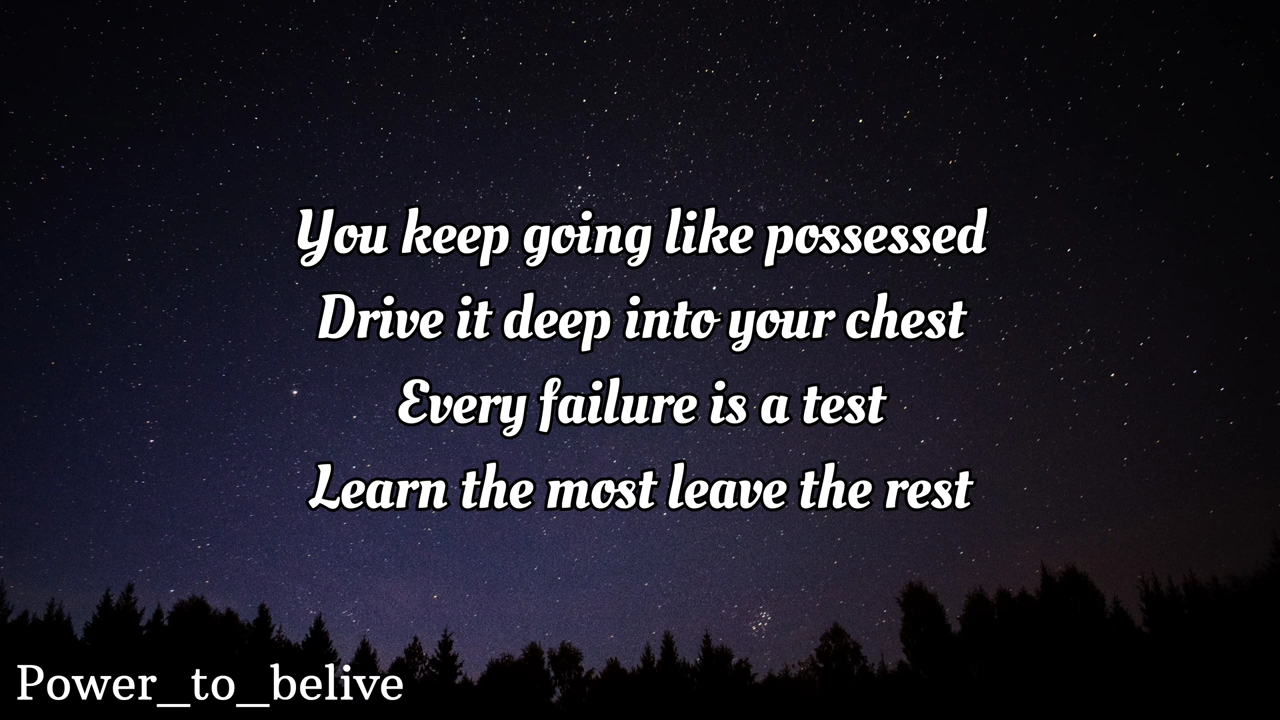 You keep going like possessed
Drive it deep into your chest
Every failure is a test
Learn the most leave the rest
Power_to_belive